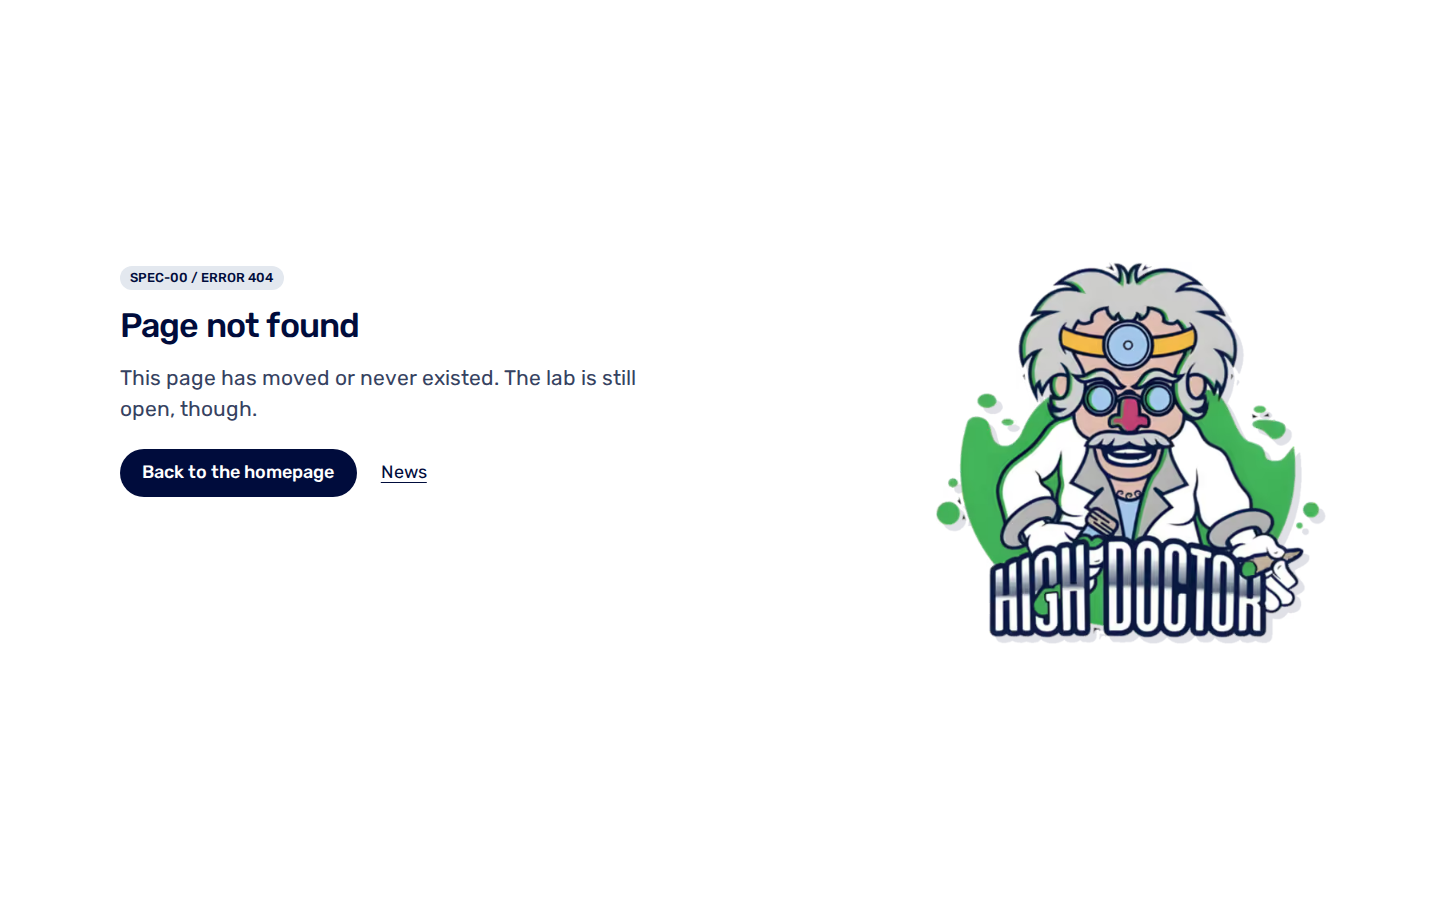 SPEC-00 / ERROR 404
Page not found
This page has moved or never existed. The lab is still
open, though.
Back to the homepage
News
HIGH DOCTOR